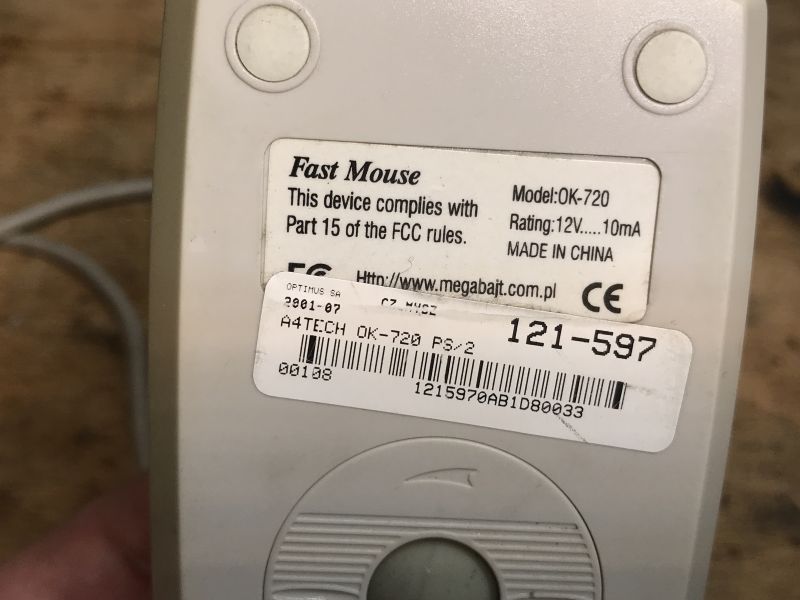 Fast Mouse
This device complies with
Part 15 of the FCC rules.
Model:OK-720
Rating:12V.....10mA
MADE IN CHINA
FC Http://www.megabajt.com.pl CE
OPTIMUS SA
2001-07
A4TECH OK-720 PS/2
121-597
00108
1215970AB1D80033